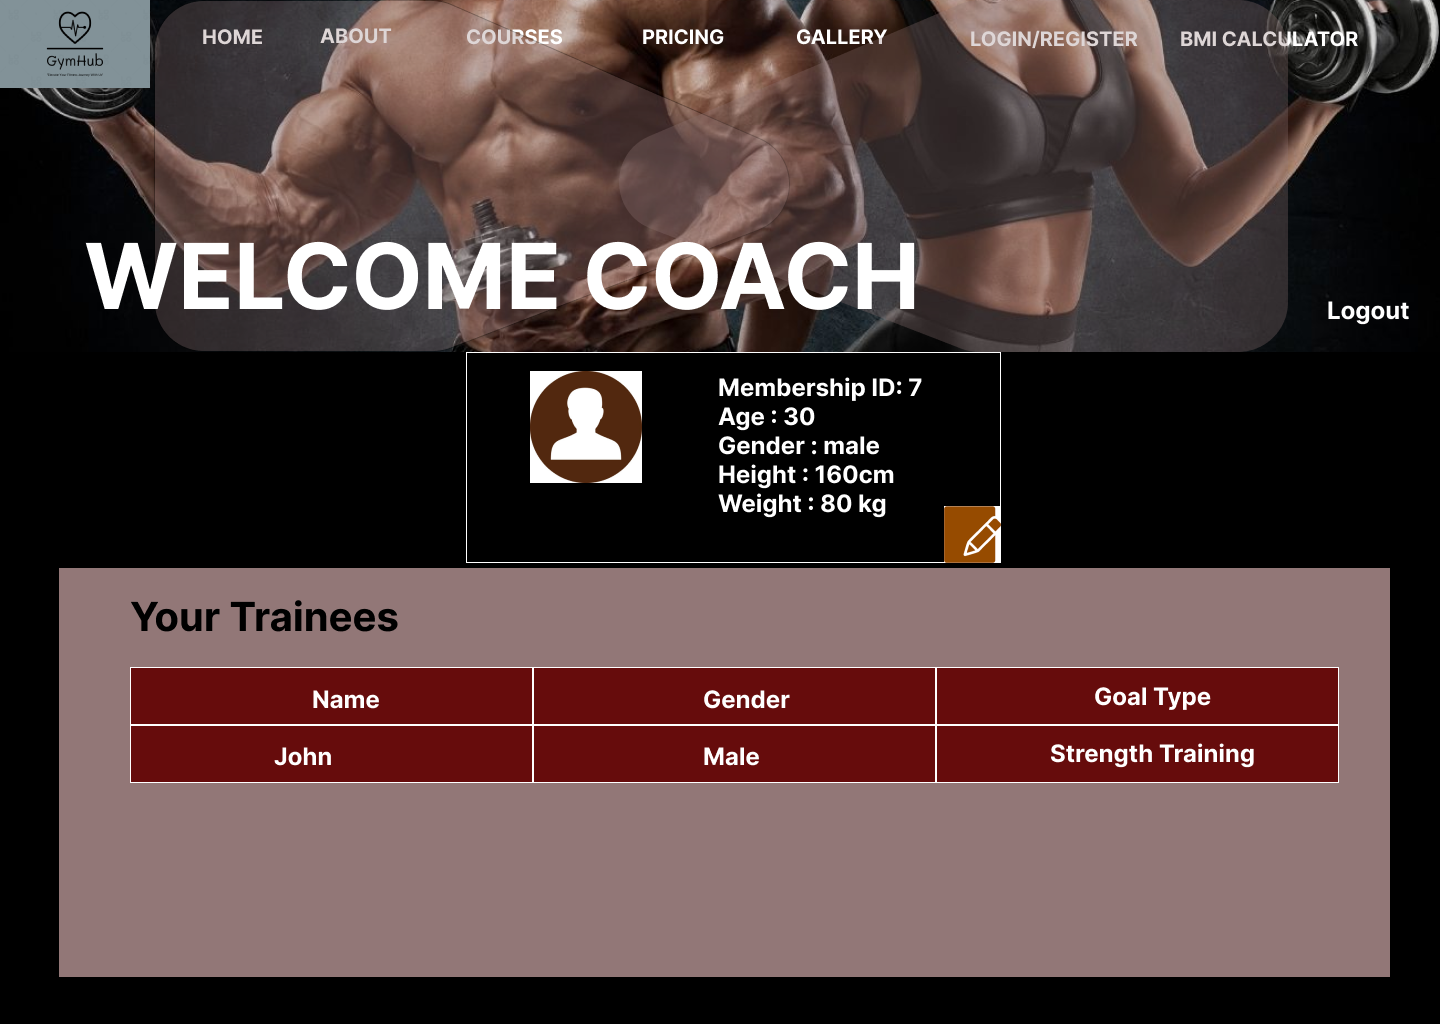 GymHub
HOME ABOUT COURSES PRICING GALLERY LOGIN/REGISTER BMI CALCULATOR
WELCOME COACH
Logout
Membership ID: 7
Age : 30
Gender : male
Height : 160cm
Weight : 80 kg
Your Trainees
Name Gender Goal Type
John Male Strength Training